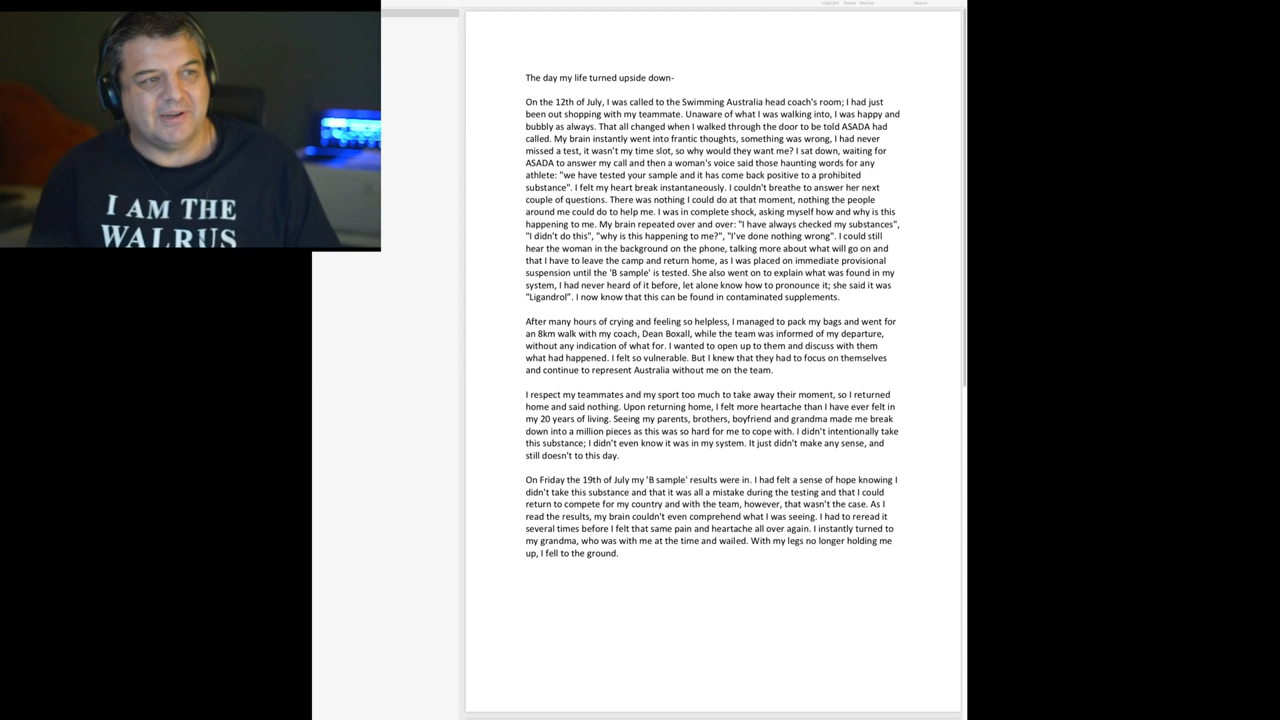 Highlight Rotate Markup Search
I AM THE
WALRUS
The day my life turned upside down-
On the 12th of July, I was called to the Swimming Australia head coach's room; I had just
been out shopping with my teammate. Unaware of what I was walking into, I was happy and
bubbly as always. That all changed when I walked through the door to be told ASADA had
called. My brain instantly went into frantic thoughts, something was wrong, I had never
missed a test, it wasn't my time slot, so why would they want me? I sat down, waiting for
ASADA to answer my call and then a woman's voice said those haunting words for any
athlete: "we have tested your sample and it has come back positive to a prohibited
substance". I felt my heart break instantaneously. I couldn't breathe to answer her next
couple of questions. There was nothing I could do at that moment, nothing the people
around me could do to help me. I was in complete shock, asking myself how and why is this
happening to me. My brain repeated over and over: "I have always checked my substances",
"I didn't do this", "why is this happening to me?", "I've done nothing wrong". I could still
hear the woman in the background on the phone, talking more about what will go on and
that I have to leave the camp and return home, as I was placed on immediate provisional
suspension until the 'B sample' is tested. She also went on to explain what was found in my
system, I had never heard of it before, let alone know how to pronounce it; she said it was
"Ligandrol". I now know that this can be found in contaminated supplements.
After many hours of crying and feeling so helpless, I managed to pack my bags and went for
an 8km walk with my coach, Dean Boxall, while the team was informed of my departure,
without any indication of what for. I wanted to open up to them and discuss with them
what had happened. I felt so vulnerable. But I knew that they had to focus on themselves
and continue to represent Australia without me on the team.
I respect my teammates and my sport too much to take away their moment, so I returned
home and said nothing. Upon returning home, I felt more heartache than I have ever felt in
my 20 years of living. Seeing my parents, brothers, boyfriend and grandma made me break
down into a million pieces as this was so hard for me to cope with. I didn't intentionally take
this substance; I didn't even know it was in my system. It just didn't make any sense, and
still doesn't to this day.
On Friday the 19th of July my 'B sample' results were in. I had felt a sense of hope knowing I
didn't take this substance and that it was all a mistake during the testing and that I could
return to compete for my country and with the team, however, that wasn't the case. As I
read the results, my brain couldn't even comprehend what I was seeing. I had to reread it
several times before I felt that same pain and heartache all over again. I instantly turned to
my grandma, who was with me at the time and wailed. With my legs no longer holding me
up, I fell to the ground.